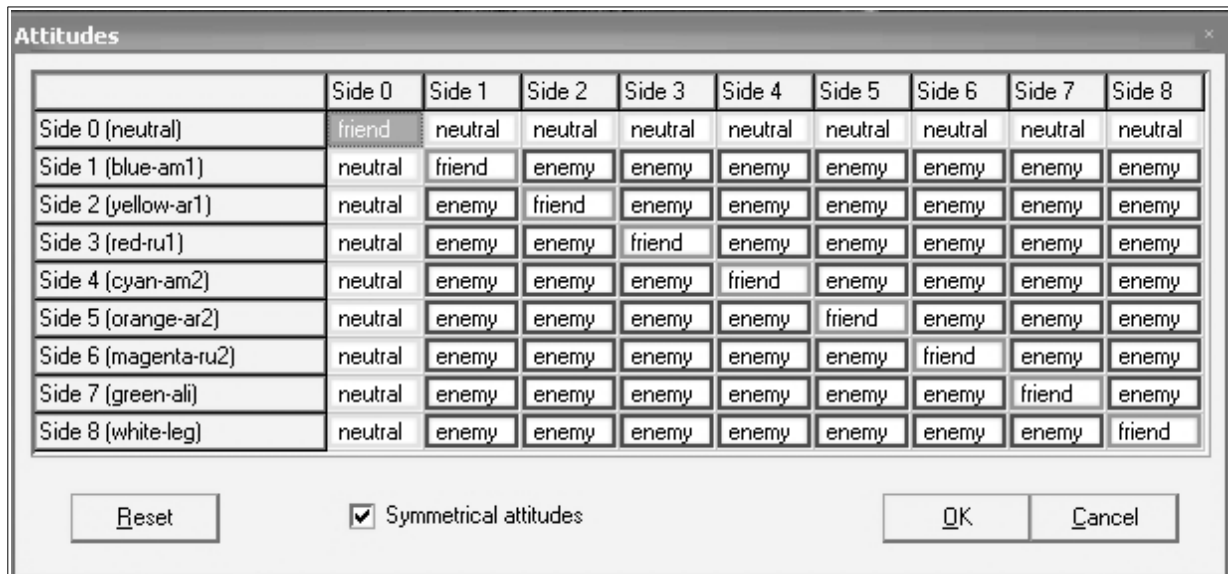 Attitudes
Side 0 Side 1 Side 2 Side 3 Side 4 Side 5 Side 6 Side 7 Side 8
Side 0 (neutral) friend neutral neutral neutral neutral neutral neutral neutral neutral
Side 1 (blue-am1) neutral friend enemy enemy enemy enemy enemy enemy enemy
Side 2 (yellow-ar1) neutral enemy friend enemy enemy enemy enemy enemy enemy
Side 3 (red-ru1) neutral enemy enemy friend enemy enemy enemy enemy enemy
Side 4 (cyan-am2) neutral enemy enemy enemy friend enemy enemy enemy enemy
Side 5 (orange-ar2) neutral enemy enemy enemy enemy friend enemy enemy enemy
Side 6 (magenta-ru2) neutral enemy enemy enemy enemy enemy friend enemy enemy
Side 7 (green-ali) neutral enemy enemy enemy enemy enemy enemy friend enemy
Side 8 (white-leg) neutral enemy enemy enemy enemy enemy enemy enemy friend
Reset Symmetrical attitudes OK Cancel